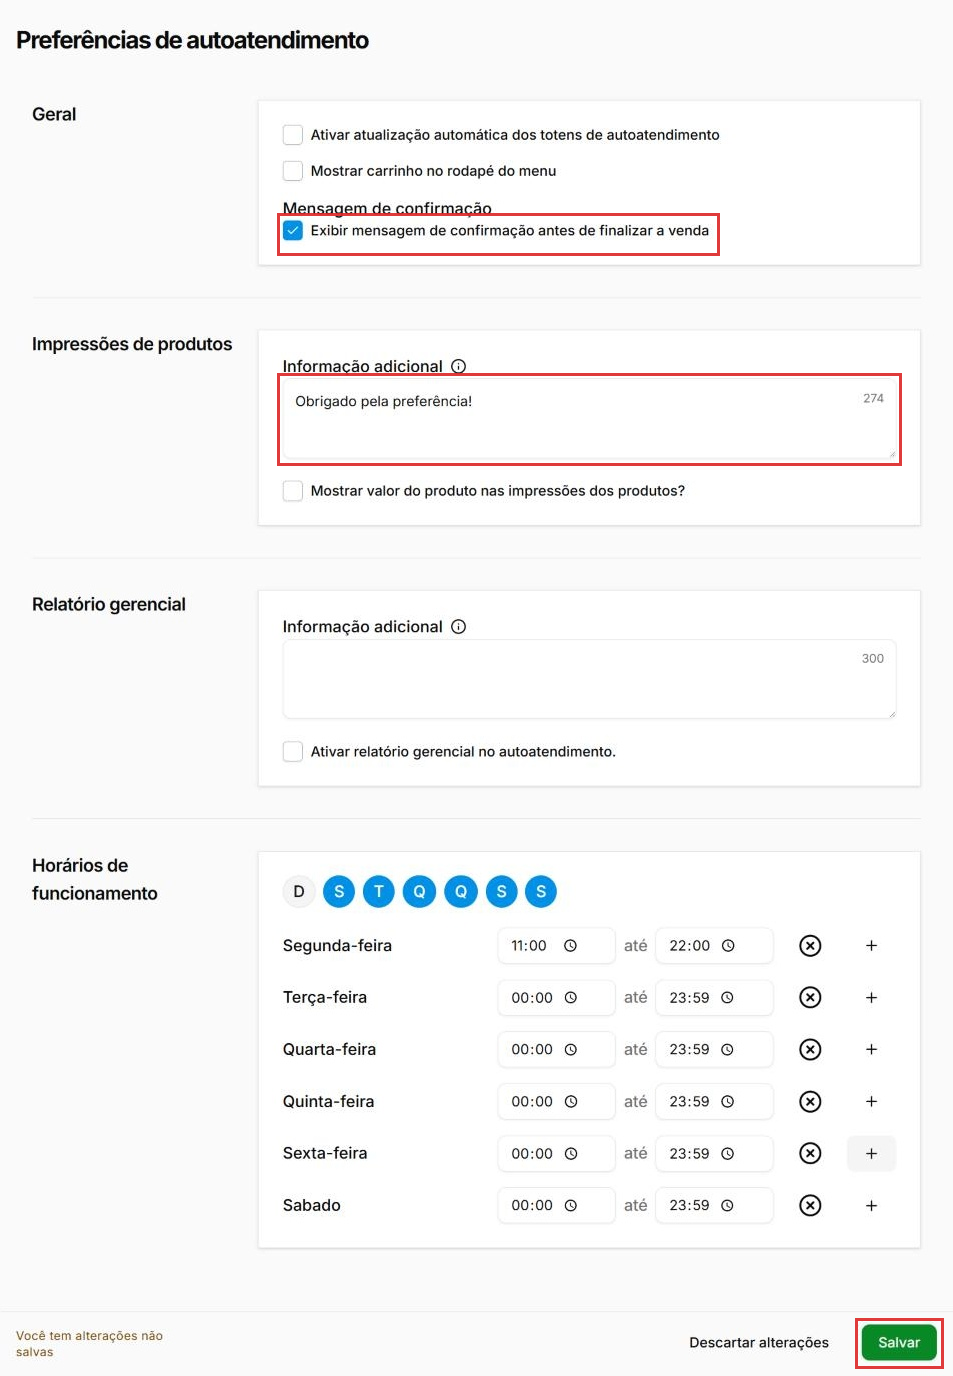 Preferências de autoatendimento
Geral
Ativar atualização automática dos totens de autoatendimento
Mostrar carrinho no rodapé do menu
Mensagem de confirmação
Exibir mensagem de confirmação antes de finalizar a venda
Impressões de produtos
Informação adicional
Obrigado pela preferência!
274
Mostrar valor do produto nas impressões dos produtos?
Relatório gerencial
Informação adicional
300
Ativar relatório gerencial no autoatendimento.
Horários de
funcionamento
D S T Q Q S S
Segunda-feira 11:00 até 22:00 +
Terça-feira 00:00 até 23:59 +
Quarta-feira 00:00 até 23:59 +
Quinta-feira 00:00 até 23:59 +
Sexta-feira 00:00 até 23:59 +
Sabado 00:00 até 23:59 +
Você tem alterações não
salvas
Descartar alterações
Salvar